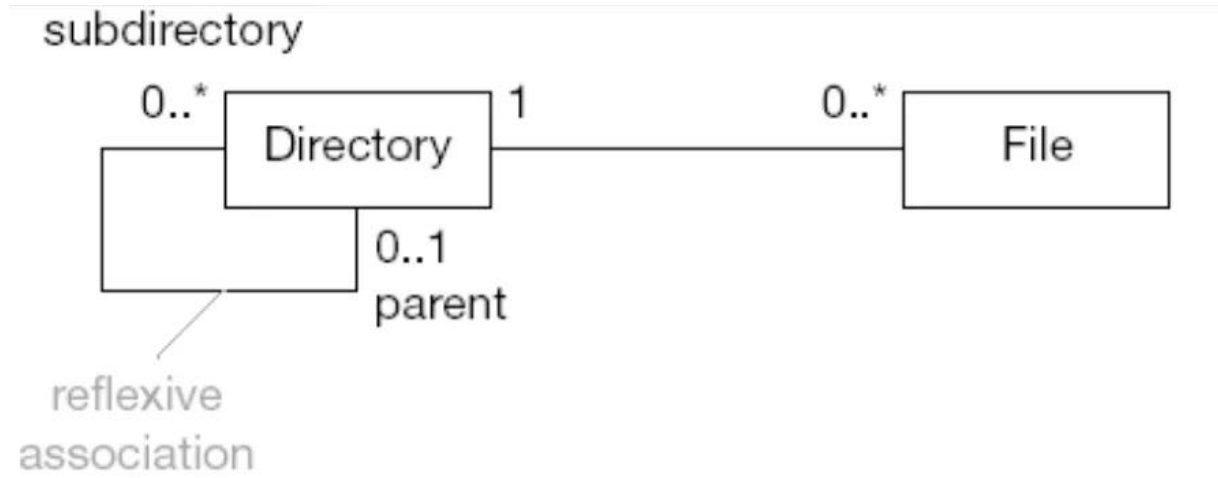 subdirectory
0..*
Directory
1
0..*
File
0..1
parent
reflexive
association